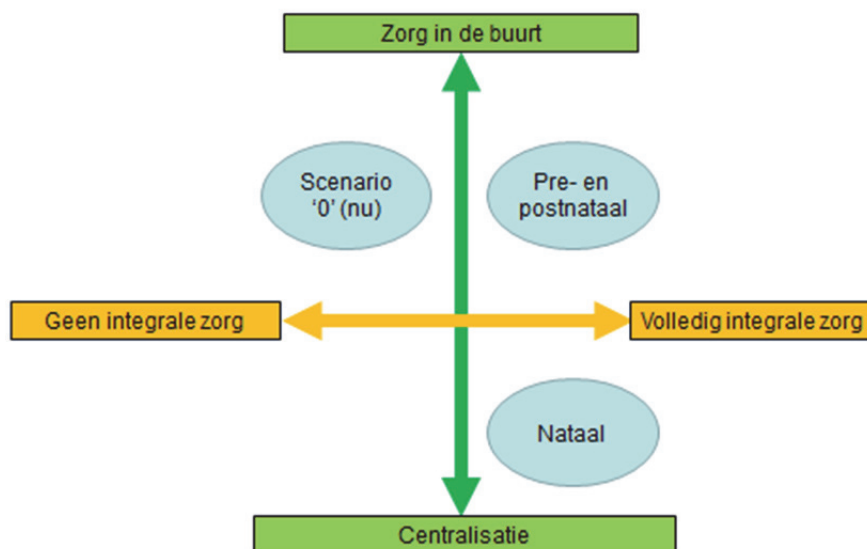 Zorg in de buurt
Scenario
‘0’ (nu)
Pre- en
postnataal
Geen integrale zorg
Volledig integrale zorg
Nataal
Centralisatie